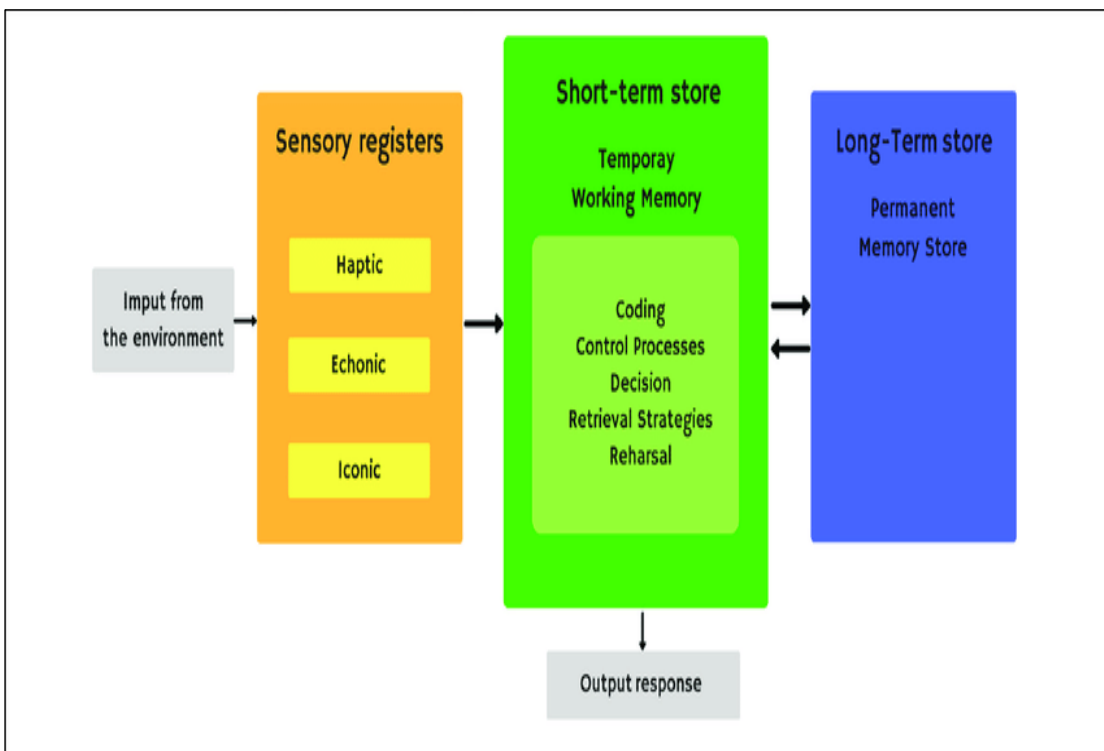 Imput from
the environment
Sensory registers
Haptic
Echonic
Iconic
Short-term store
Temporay
Working Memory
Coding
Control Processes
Decision
Retrieval Strategies
Reharsal
Output response
Long-Term store
Permanent
Memory Store